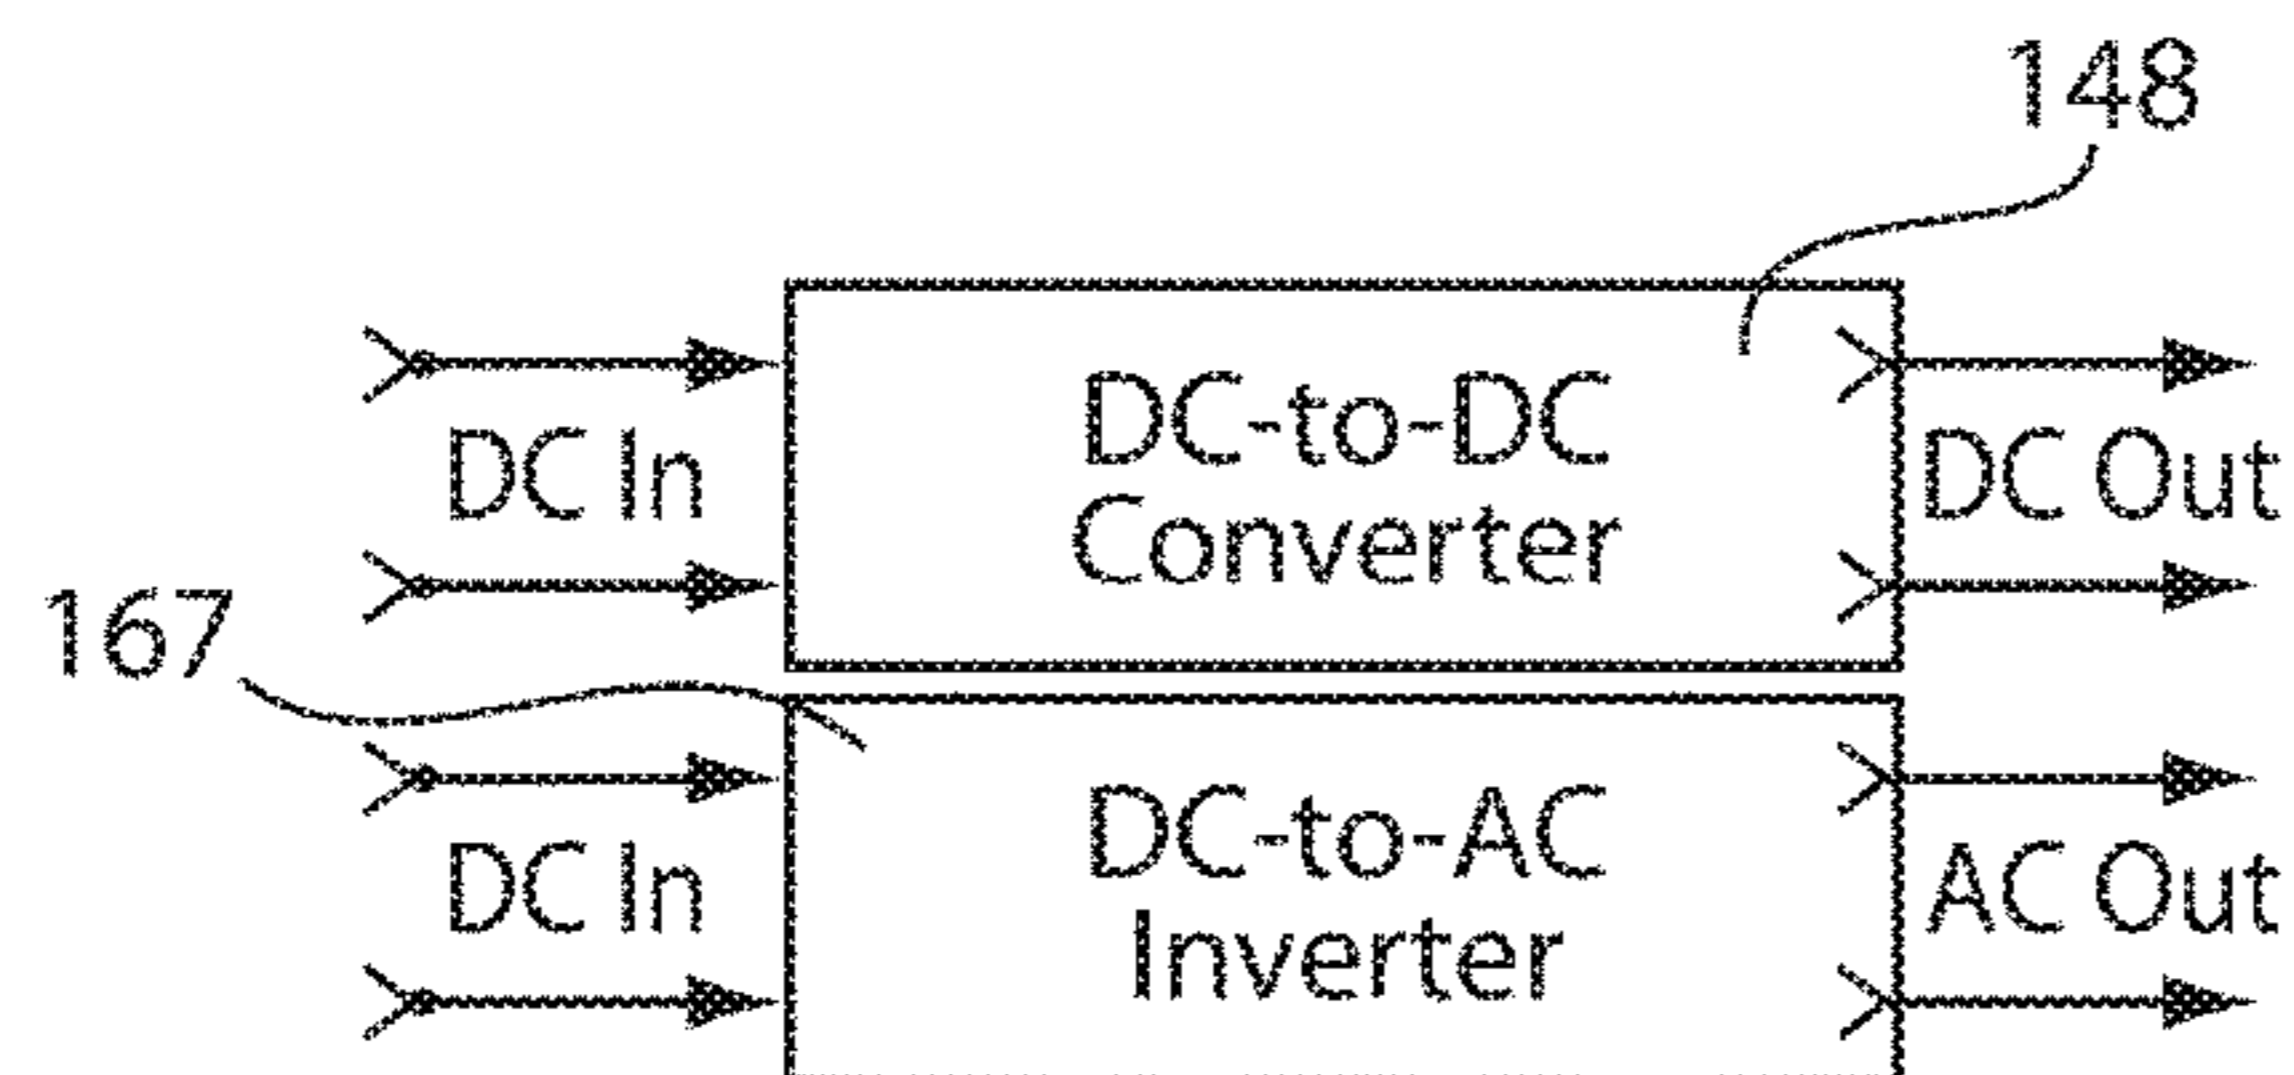 148
DC-to-DC
Converter
DC In
DC Out
167
DC-to-AC
Inverter
DC In
AC Out